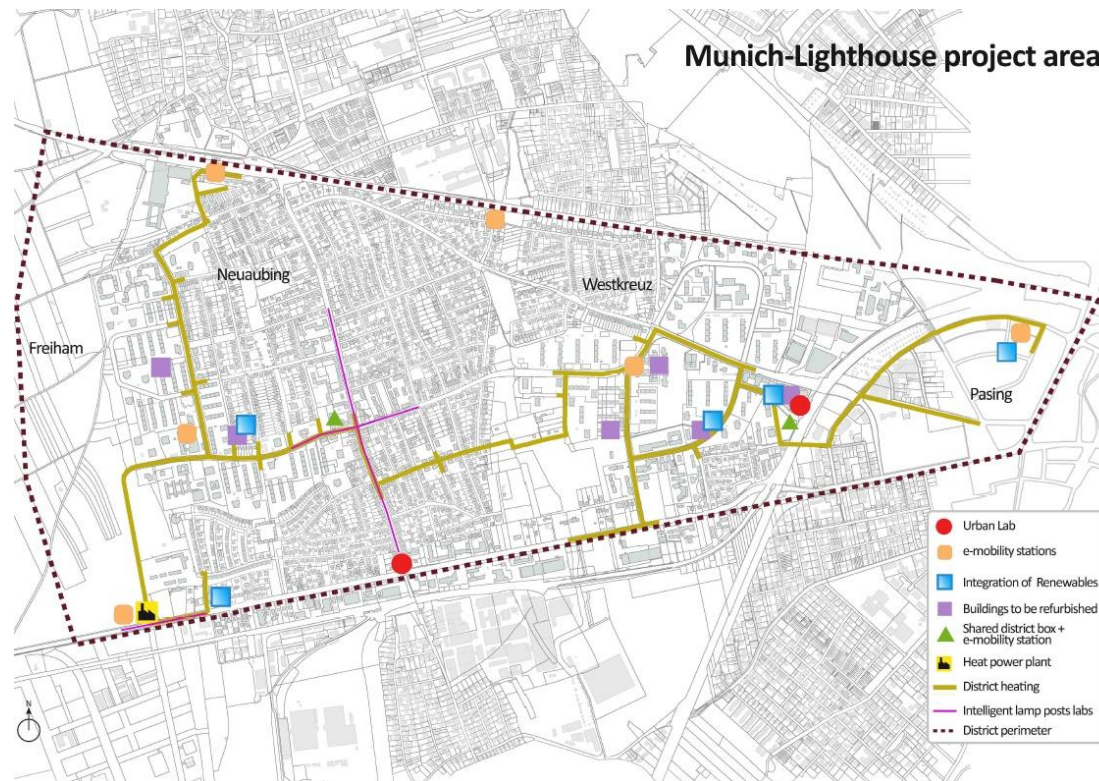 Munich-Lighthouse project area
Neuaubing
Westkreuz
Freiham
Pasing
Urban Lab
e-mobility stations
Integration of Renewables
Buildings to be refurbished
Shared district box +
e-mobility station
Heat power plant
District heating
Intelligent lamp posts labs
District perimeter
N